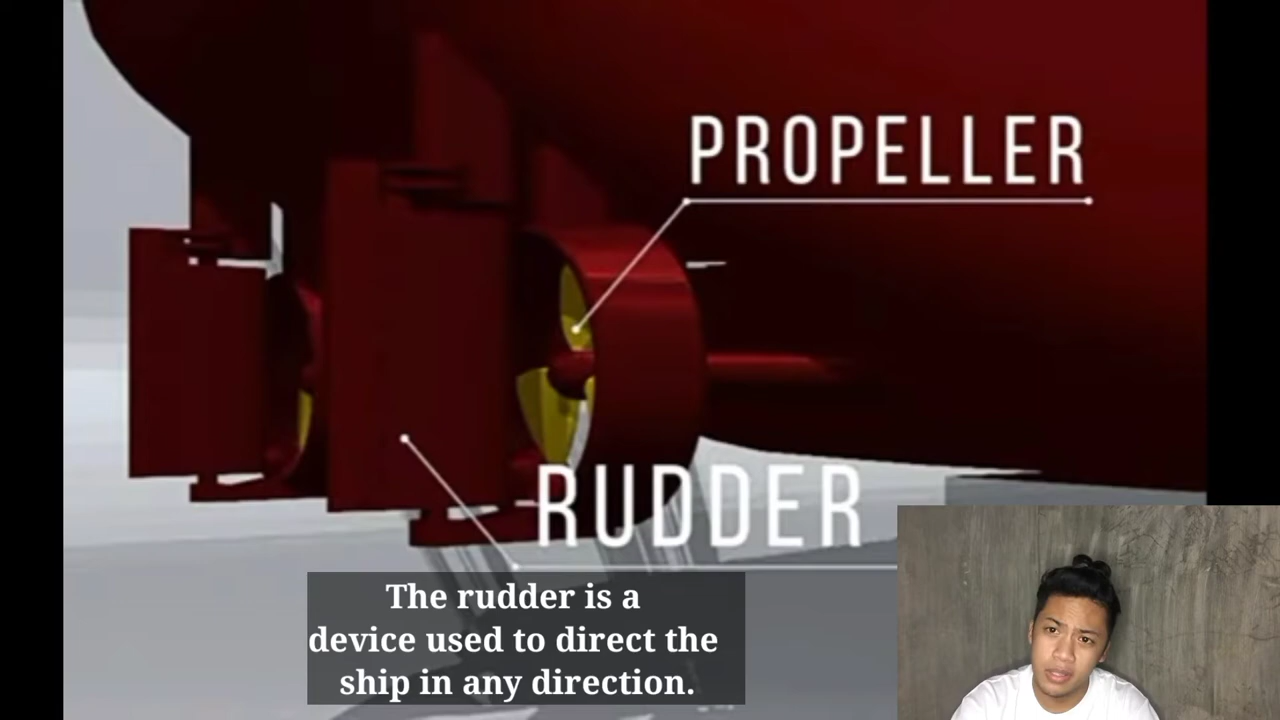 PROPELLER
RUDDER
The rudder is a
device used to direct the
ship in any direction.